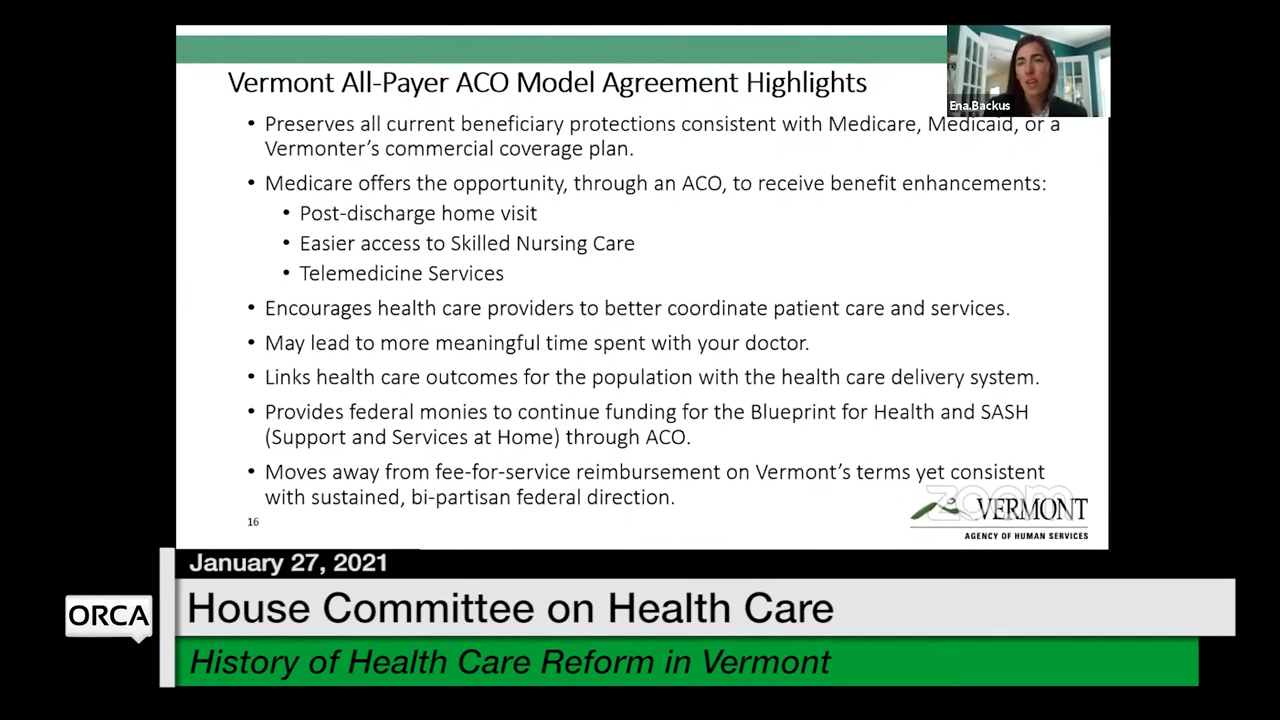 Vermont All-Payer ACO Model Agreement Highlights
Ena.Backus
• Preserves all current beneficiary protections consistent with Medicare, Medicaid, or a
Vermonter's commercial coverage plan.
• Medicare offers the opportunity, through an ACO, to receive benefit enhancements:
• Post-discharge home visit
• Easier access to Skilled Nursing Care
• Telemedicine Services
• Encourages health care providers to better coordinate patient care and services.
• May lead to more meaningful time spent with your doctor.
• Links health care outcomes for the population with the health care delivery system.
• Provides federal monies to continue funding for the Blueprint for Health and SASH
(Support and Services at Home) through ACO.
• Moves away from fee-for-service reimbursement on Vermont's terms yet consistent
with sustained, bi-partisan federal direction.
16
zoom
VERMONT
AGENCY OF HUMAN SERVICES
January 27, 2021
ORCA
House Committee on Health Care
History of Health Care Reform in Vermont